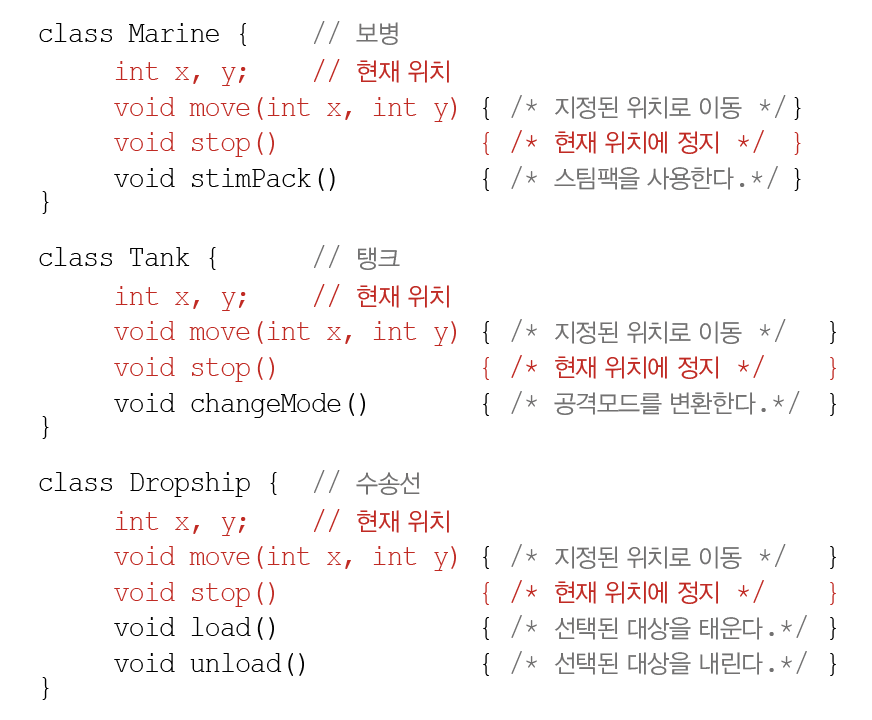 class Marine { // 보병
int x, y; // 현재 위치
void move(int x, int y) { /* 지정된 위치로 이동 */}
void stop() { /* 현재 위치에 정지 */ }
void stimPack() { /* 스팀팩을 사용한다.*/ }
}
class Tank { // 탱크
int x, y; // 현재 위치
void move(int x, int y) { /* 지정된 위치로 이동 */ }
void stop() { /* 현재 위치에 정지 */ }
void changeMode() { /* 공격모드를 변환한다.*/ }
}
class Dropship { // 수송선
int x, y; // 현재 위치
void move(int x, int y) { /* 지정된 위치로 이동 */ }
void stop() { /* 현재 위치에 정지 */ }
void load() { /* 선택된 대상을 태운다.*/ }
void unload() { /* 선택된 대상을 내린다.*/ }
}